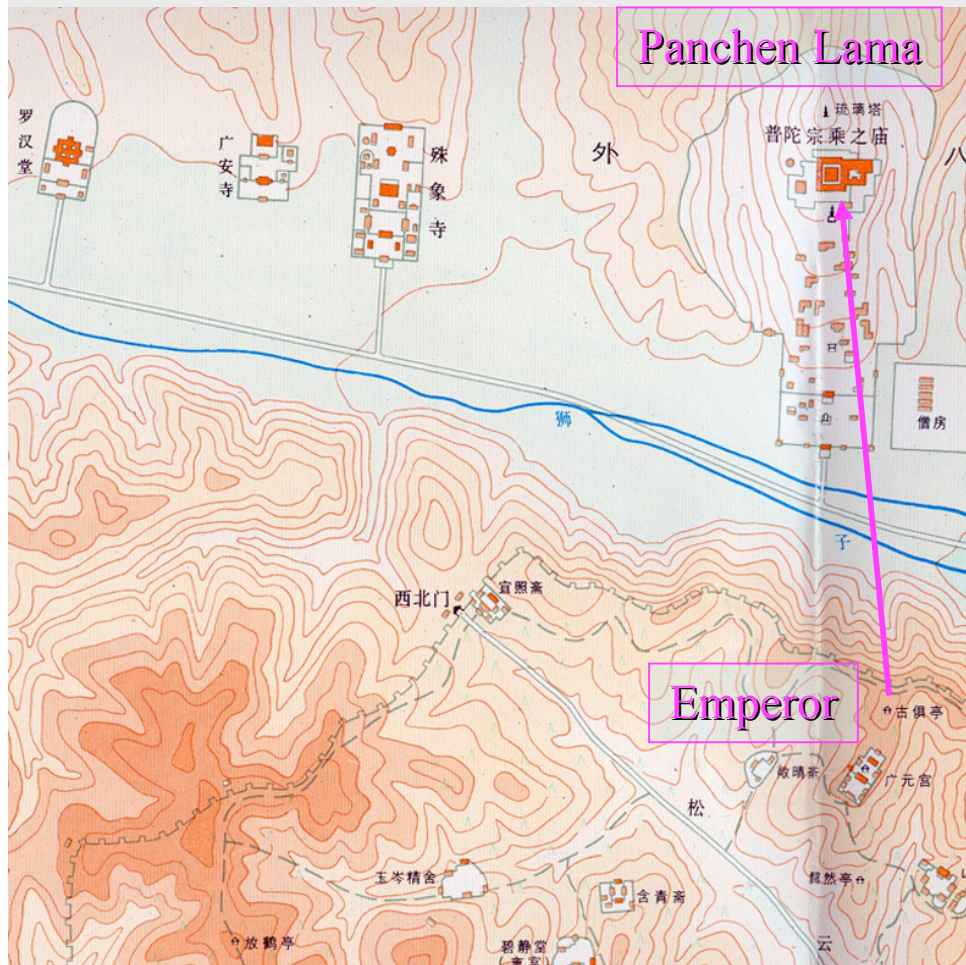 Panchen Lama
琉璃塔
普陀宗乘之庙
罗汉堂
广安寺
殊象寺
外
八
僧房
狮
子
宜照斋
西北门
Emperor
古俱亭
敞晴斋
广元宫
松
玉岑精舍
含青斋
然亭
放鹤亭
碧静堂
云